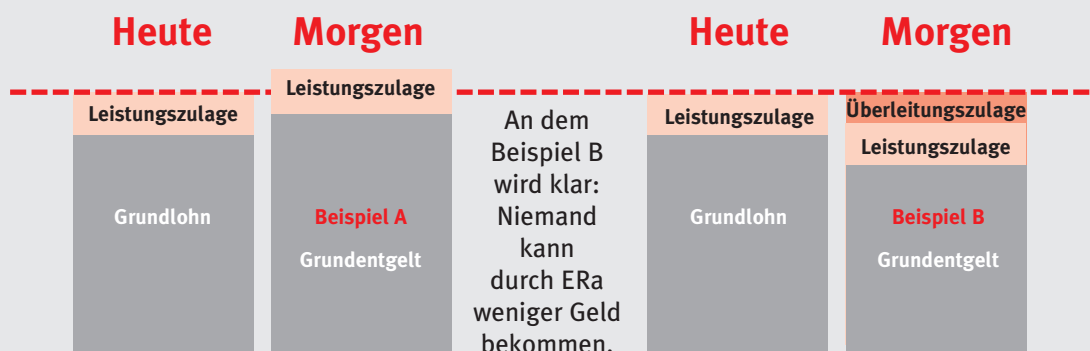 Heute Morgen
Leistungszulage
Leistungszulage
Grundlohn
Beispiel A
Grundentgelt
An dem
Beispiel B
wird klar:
Niemand
kann
durch ERa
weniger Geld
bekommen.
Heute Morgen
Leistungszulage
Überleitungszulage
Leistungszulage
Grundlohn
Beispiel B
Grundentgelt